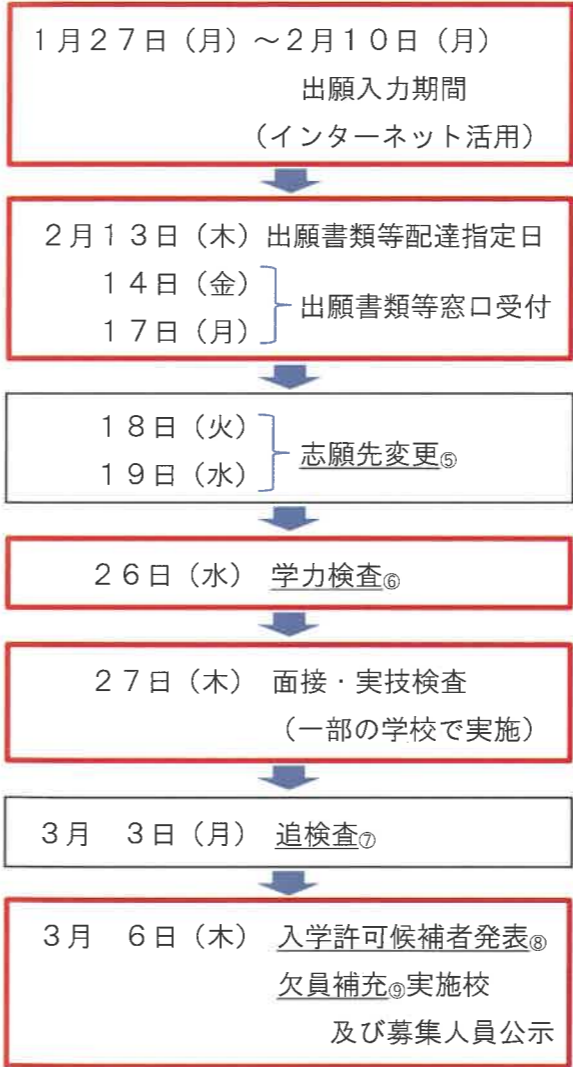 １月２７日（月）～２月１０日（月）
出願入力期間
（インターネット活用）
２月１３日（木）出願書類等配達指定日
１４日（金）
１７日（月）
出願書類等窓口受付
１８日（火）
１９日（水）
志願先変更⑤
２６日（水） 学力検査⑥
２７日（木） 面接・実技検査
（一部の学校で実施）
３月　３日（月） 追検査⑦
３月　６日（木） 入学許可候補者発表⑧
欠員補充⑨実施校
及び募集人員公示